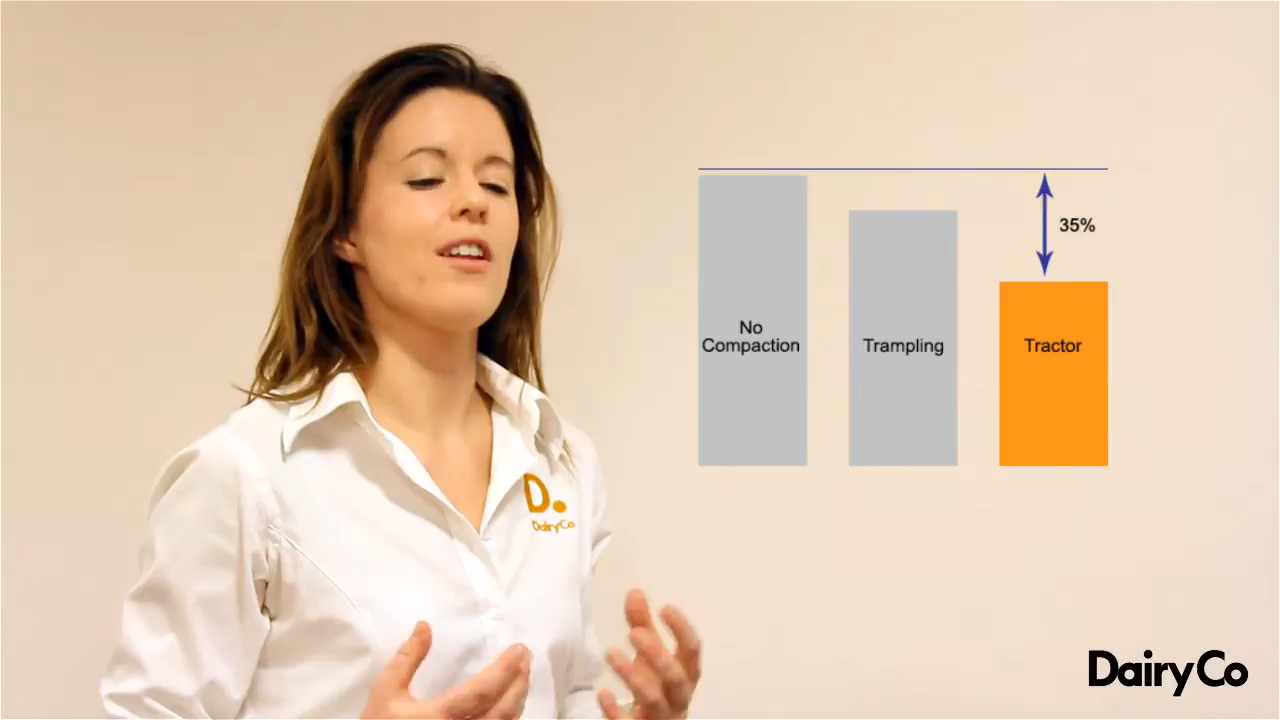 35%
No
Compaction
Trampling
Tractor
D.
DairyCo
DairyCo